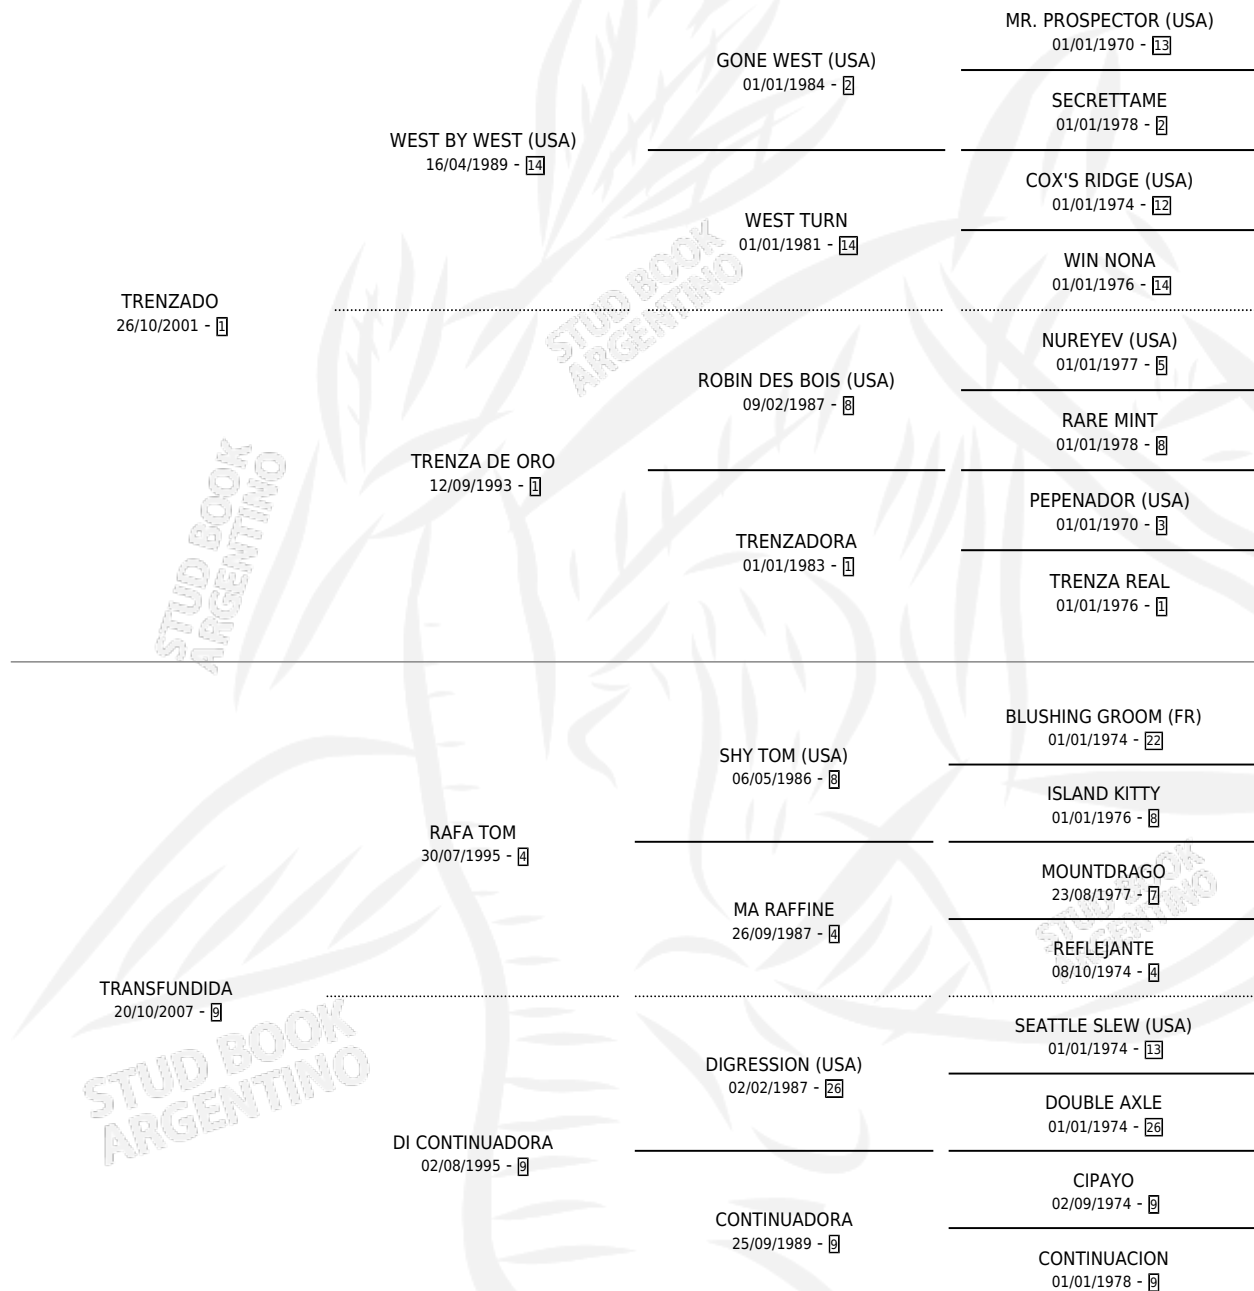 MR. PROSPECTOR (USA)
01/01/1970 - 13
GONE WEST (USA)
01/01/1984 - 2
SECRETTAME
01/01/1978 - 2
WEST BY WEST (USA)
16/04/1989 - 14
COX'S RIDGE (USA)
01/01/1974 - 12
WEST TURN
01/01/1981 - 14
WIN NONA
01/01/1976 - 14
TRENZADO
26/10/2001 - 1
NUREYEV (USA)
01/01/1977 - 5
ROBIN DES BOIS (USA)
09/02/1987 - 8
RARE MINT
01/01/1978 - 8
TRENZA DE ORO
12/09/1993 - 1
PEPENADOR (USA)
01/01/1970 - 3
TRENZADORA
01/01/1983 - 1
TRENZA REAL
01/01/1976 - 1
STUD BOOK
ARGENTINO
STUD BOOK
ARGENTINO
BLUSHING GROOM (FR)
01/01/1974 - 22
SHY TOM (USA)
06/05/1986 - 8
ISLAND KITTY
01/01/1976 - 8
RAFA TOM
30/07/1995 - 4
MOUNTDRAGO
23/08/1977 - 7
MA RAFFINE
26/09/1987 - 4
REFLEJANTE
08/10/1974 - 4
TRANSFUNDIDA
20/10/2007 - 9
SEATTLE SLEW (USA)
01/01/1974 - 13
DIGRESSION (USA)
02/02/1987 - 26
DOUBLE AXLE
01/01/1974 - 26
DI CONTINUADORA
02/08/1995 - 9
CIPAYO
02/09/1974 - 9
CONTINUADORA
25/09/1989 - 9
CONTINUACION
01/01/1978 - 9
STUD BOOK
ARGENTINO
STUD BOOK
ARGENTINO